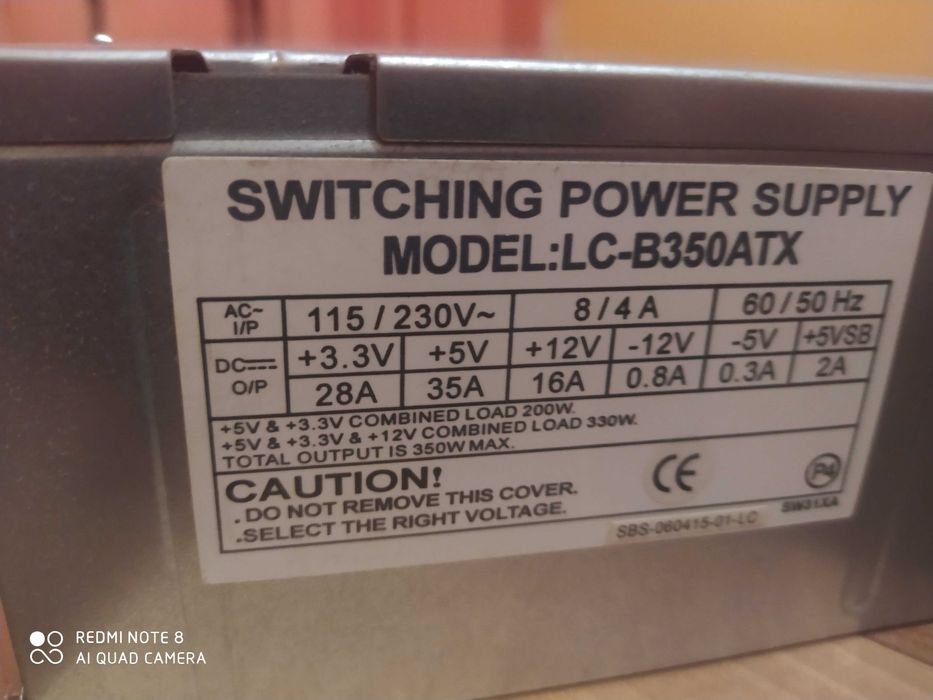 SWITCHING POWER SUPPLY
MODEL:LC-B350ATX
AC~ I/P 115 / 230V~ 8 / 4 A 60 / 50 Hz
DC O/P +3.3V +5V +12V -12V -5V +5VSB
28A 35A 16A 0.8A 0.3A 2A
+5V & +3.3V COMBINED LOAD 200W.
+5V & +3.3V & +12V COMBINED LOAD 330W.
TOTAL OUTPUT IS 350W MAX.
CAUTION!
.DO NOT REMOVE THIS COVER.
.SELECT THE RIGHT VOLTAGE.
CE
P4
SW31XA
SBS-060415-01-LC
REDMI NOTE 8
AI QUAD CAMERA